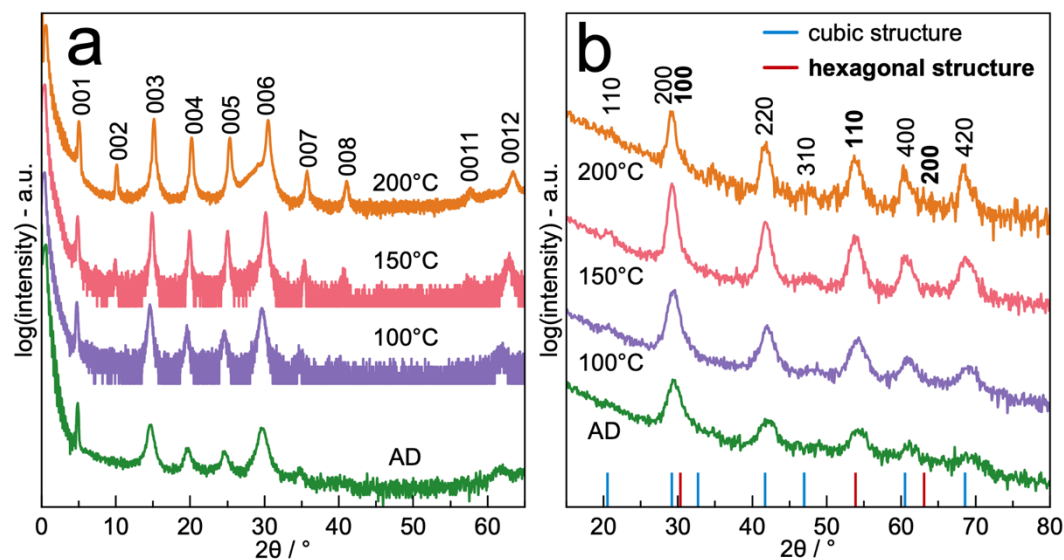 a
log(intensity) - a.u.
001
002
003
004
005
006
007
008
0011
0012
200°C
150°C
100°C
AD
0 10 20 30 40 50 60
2θ / °
b
cubic structure
hexagonal structure
log(intensity) - a.u.
110
200
100
220
310
110
400
200
420
200°C
150°C
100°C
AD
20 30 40 50 60 70 80
2θ / °